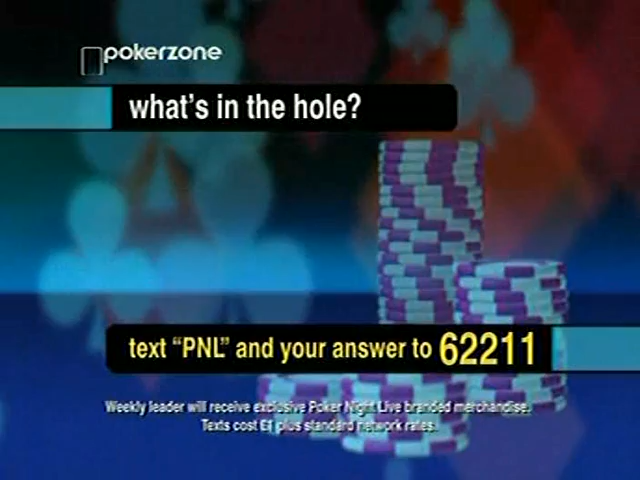 pokerzone
what's in the hole?
text “PNL” and your answer to 62211
Weekly leader will receive exclusive Poker Night Live branded merchandise.
Texts cost £1 plus standard network rates.